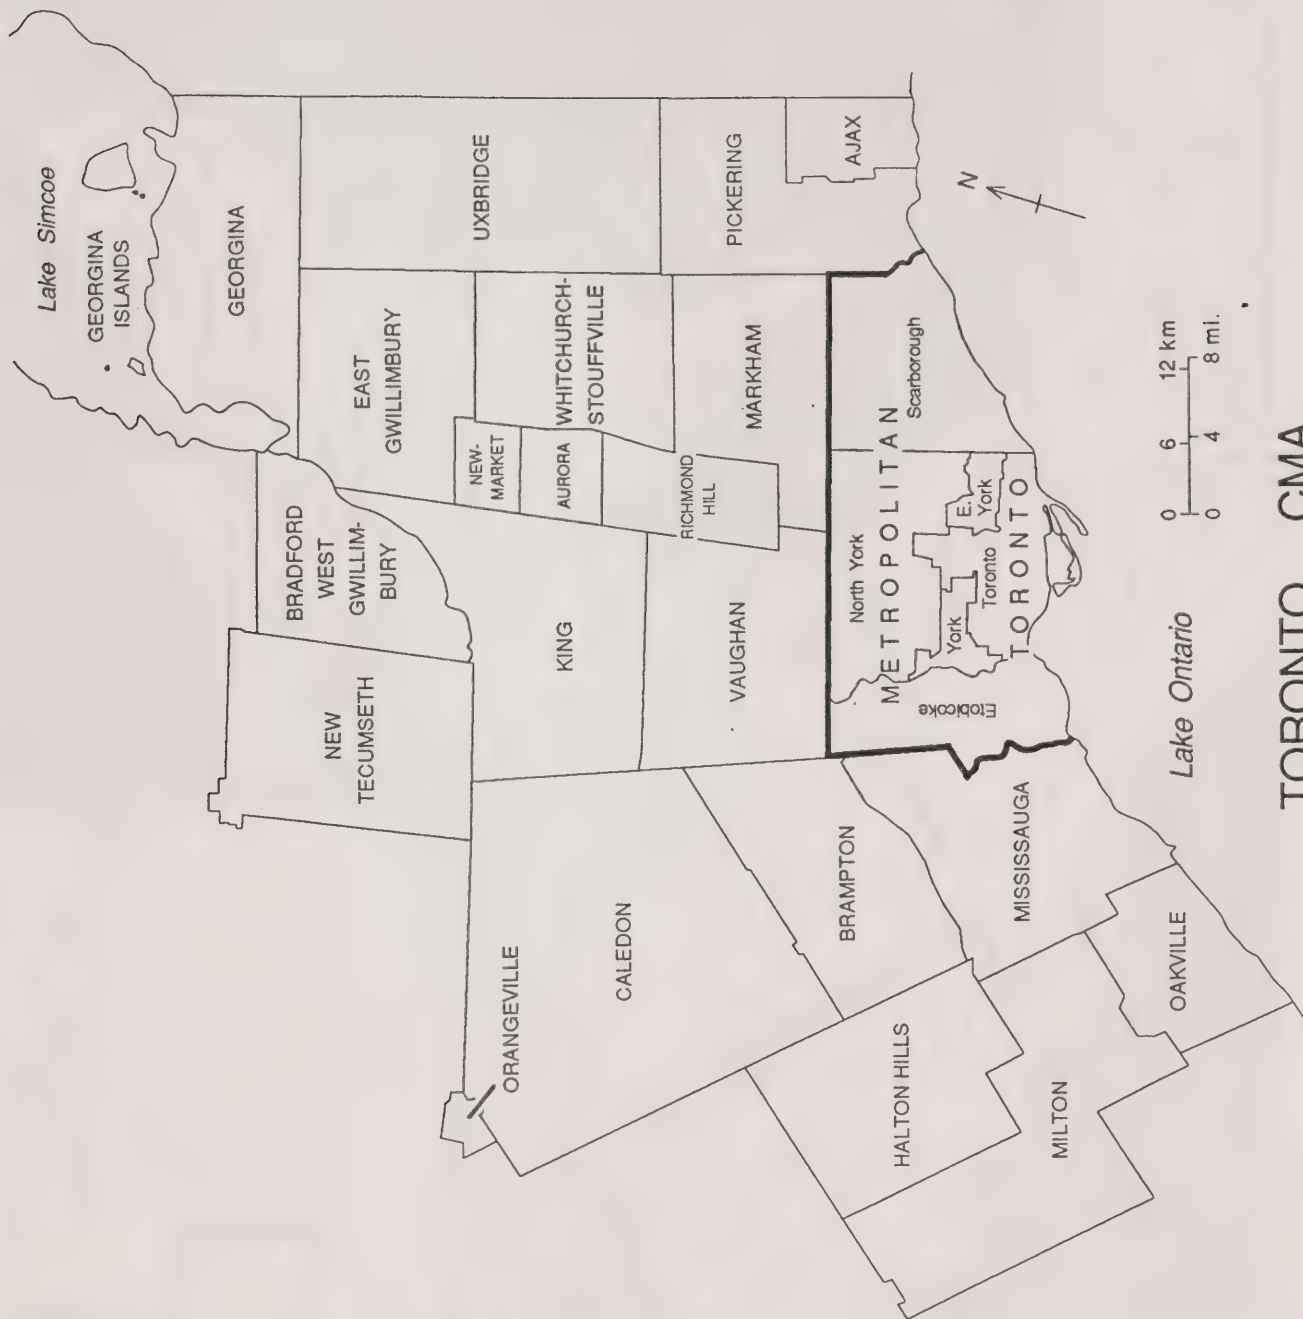 Lake Simcoe
GEORGINA
ISLANDS
GEORGINA
BRADFORD
WEST
GWILLIM-
BURY
NEW
TECUMSETH
EAST
GWILLIMBURY
UXBRIDGE
NEW-
MARKET
ORANGEVILLE
KING
AURORA
WHITCHURCH-
STOUFFVILLE
CALEDON
RICHMOND
HILL
VAUGHAN
MARKHAM
PICKERING
AJAX
BRAMPTON
North York
METROPOLITAN
Scarborough
HALTON HILLS
Etobicoke
York
E.
York
Toronto
TORONTO
N
MISSISSAUGA
MILTON
OAKVILLE
Lake Ontario
0 6 12 km
0 4 8 mi.
TORONTO CMA